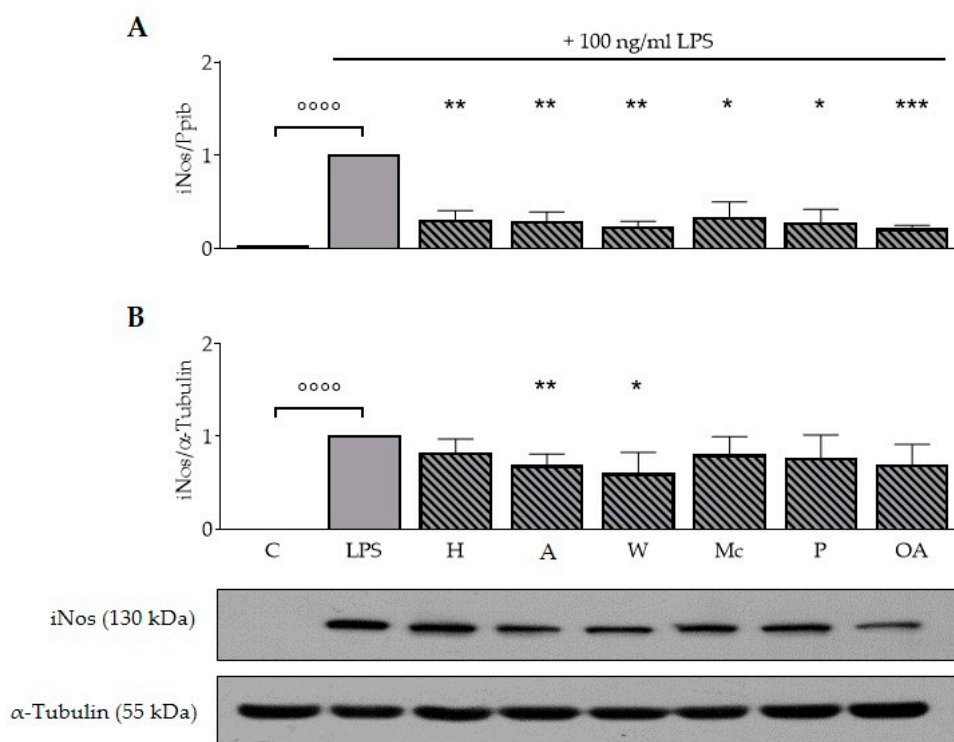 A
+ 100 ng/ml LPS
iNos/Ppib
2
1
0
°°°°
** ** ** * * ***
B
iNos/α-Tubulin
2
1
0
°°°°
** *
C LPS H A W Mc P OA
iNos (130 kDa)
α-Tubulin (55 kDa)